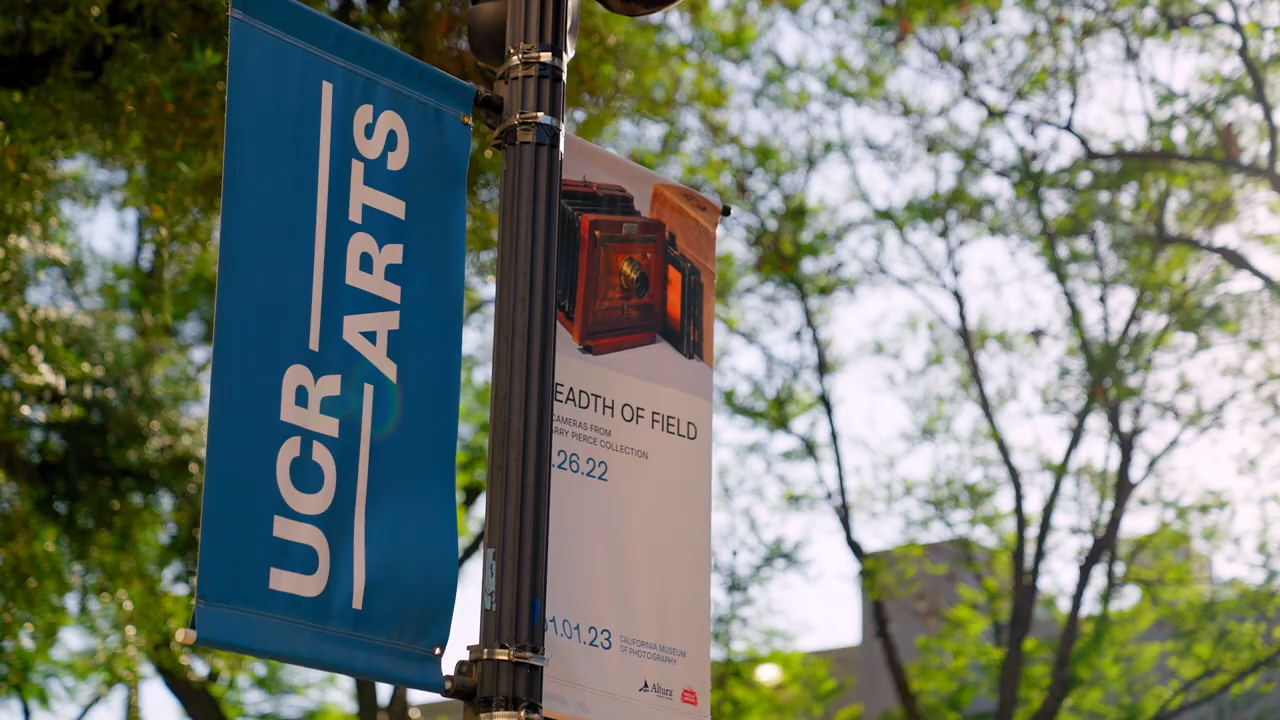 UCR
ARTS
EADTH OF FIELD
CAMERAS FROM
RRY PIERCE COLLECTION
.26.22
01.01.23
CALIFORNIA MUSEUM
OF PHOTOGRAPHY
Altura